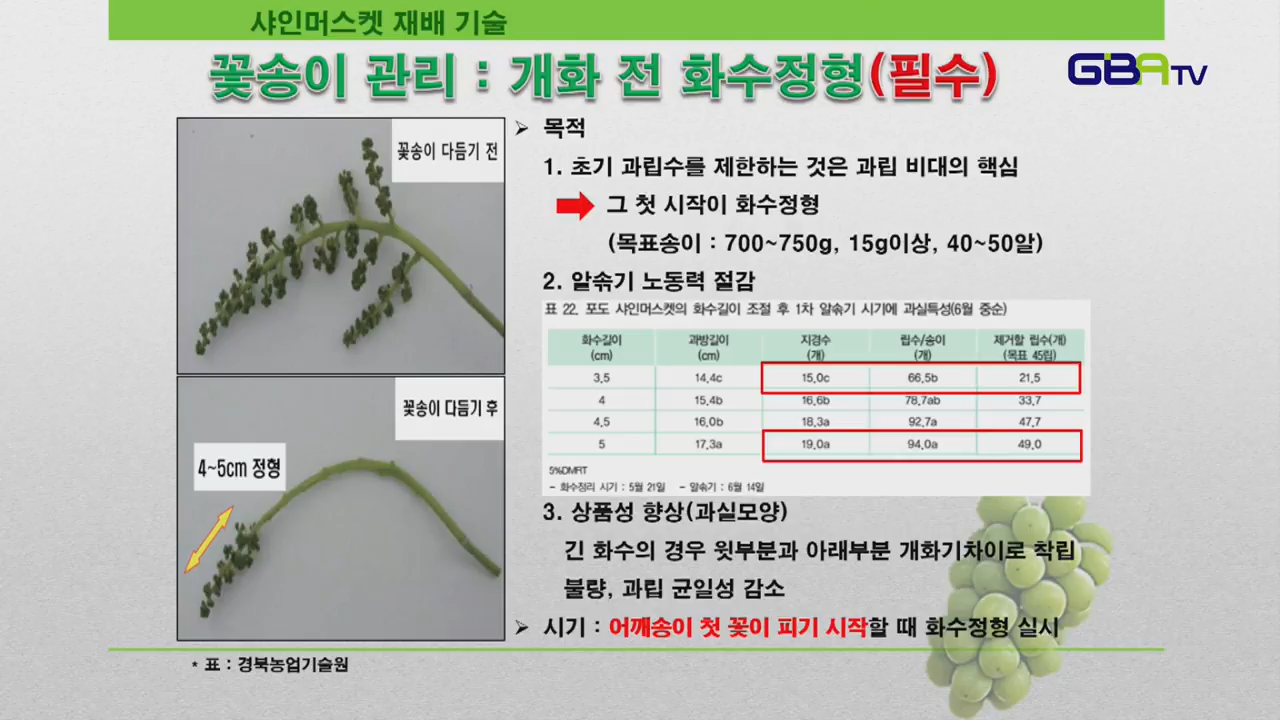 샤인머스켓 재배 기술
꽃송이 관리 : 개화 전 화수정형(필수)
GBATV
꽃송이 다듬기 전
꽃송이 다듬기 후
4~5cm 정형
➢ 목적
1. 초기 과립수를 제한하는 것은 과립 비대의 핵심
그 첫 시작이 화수정형
(목표송이 : 700~750g, 15g이상, 40~50알)
2. 알솎기 노동력 절감
표 22. 포도 샤인머스켓의 화수길이 조절 후 1차 알솎기 시기에 과실특성(6월 중순)
화수길이(cm) 과방길이(cm) 지경수(개) 립수/송이(개) 제거할 립수(개)(목표 45립)
3.5 14.4c 15.0c 66.5b 21.5
4 15.4b 16.6b 78.7ab 33.7
4.5 16.0b 18.3a 92.7a 47.7
5 17.3a 19.0a 94.0a 49.0
5%DMRT
- 화수정리 시기 : 5월 21일 - 알솎기 : 6월 14일
3. 상품성 향상(과실모양)
긴 화수의 경우 윗부분과 아래부분 개화기차이로 착립
불량, 과립 균일성 감소
➢ 시기 : 어깨송이 첫 꽃이 피기 시작할 때 화수정형 실시
* 표 : 경북농업기술원